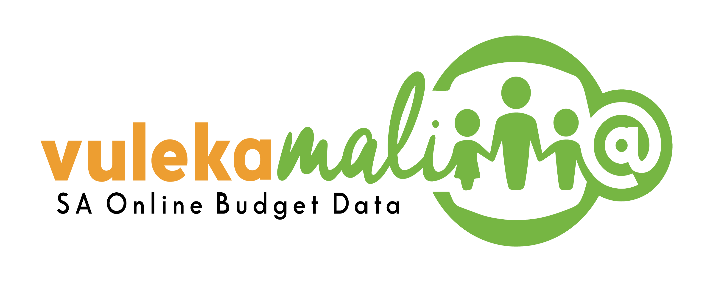 vulekamali @
SA Online Budget Data